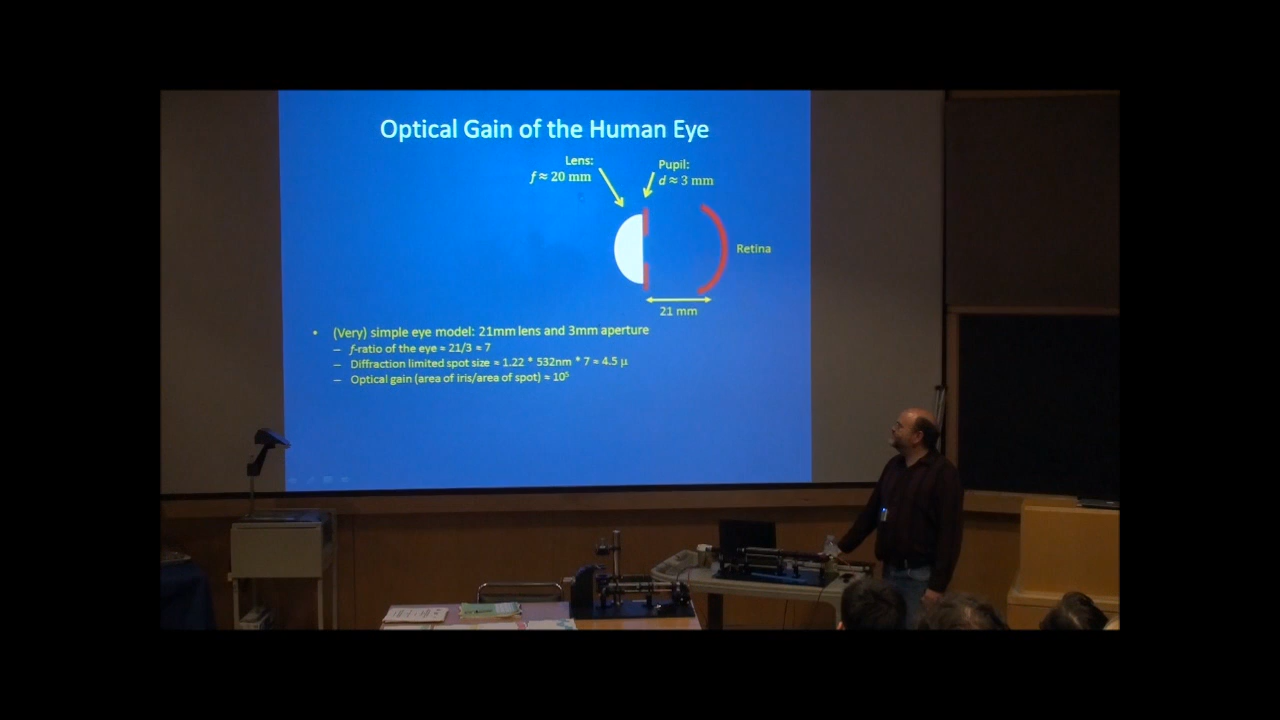 Optical Gain of the Human Eye
Lens:
f ≈ 20 mm
Pupil:
d ≈ 3 mm
Retina
21 mm
• (Very) simple eye model: 21mm lens and 3mm aperture
– f-ratio of the eye ≈ 21/3 ≈ 7
– Diffraction limited spot size ≈ 1.22 * 532nm * 7 ≈ 4.5 μ
– Optical gain (area of iris/area of spot) ≈ 10⁵